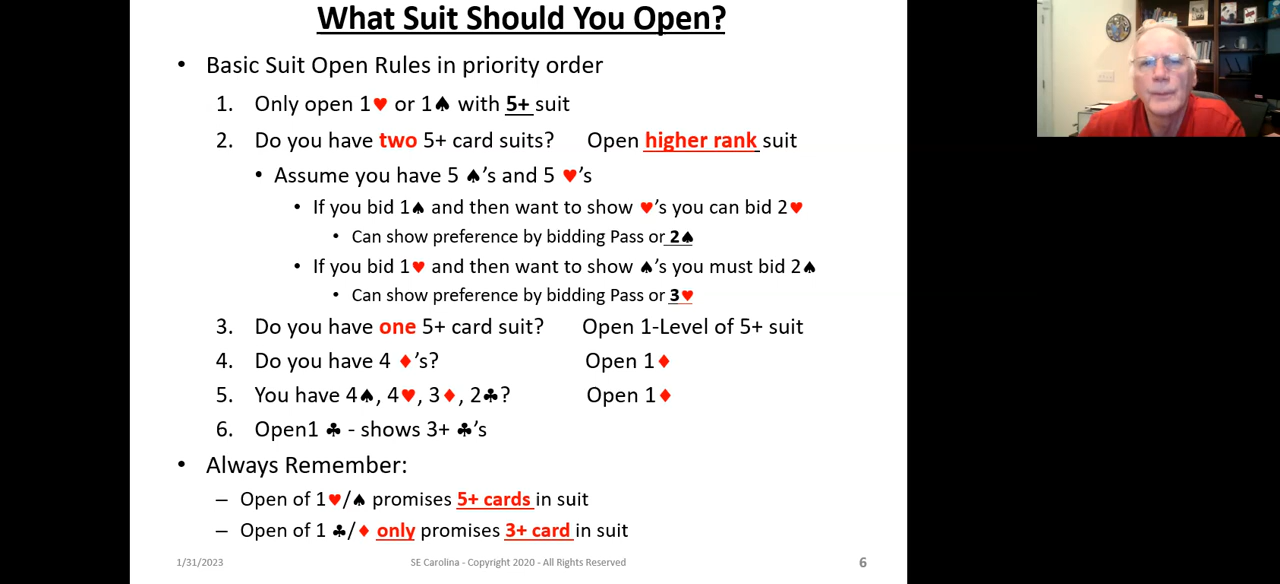 What Suit Should You Open?
• Basic Suit Open Rules in priority order
1. Only open 1♥ or 1♠ with 5+ suit
2. Do you have two 5+ card suits? Open higher rank suit
• Assume you have 5 ♠'s and 5 ♥'s
• If you bid 1♠ and then want to show ♥'s you can bid 2♥
• Can show preference by bidding Pass or 2♠
• If you bid 1♥ and then want to show ♠'s you must bid 2♠
• Can show preference by bidding Pass or 3♥
3. Do you have one 5+ card suit? Open 1-Level of 5+ suit
4. Do you have 4 ♦'s? Open 1♦
5. You have 4♠, 4♥, 3♦, 2♣? Open 1♦
6. Open1 ♣ - shows 3+ ♣'s
• Always Remember:
– Open of 1♥/♠ promises 5+ cards in suit
– Open of 1 ♣/♦ only promises 3+ card in suit
1/31/2023 SE Carolina - Copyright 2020 - All Rights Reserved 6